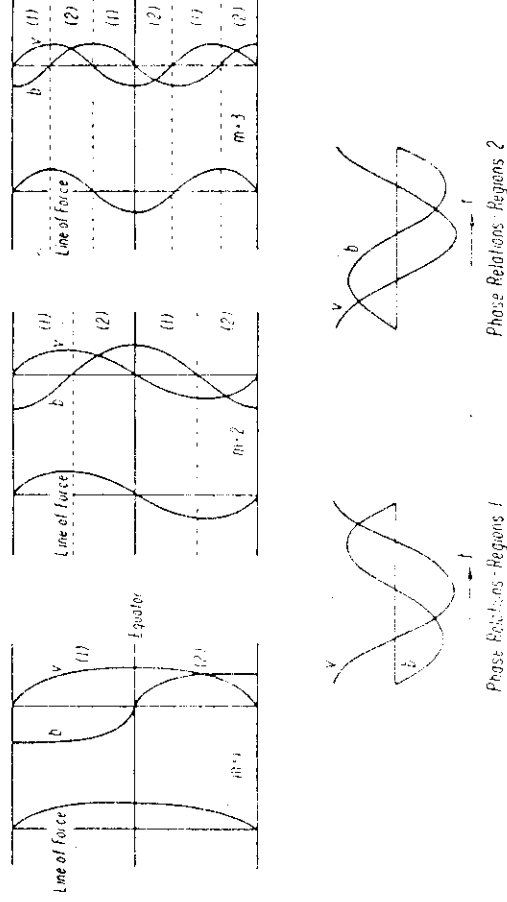 Line of Force
b
v
(1)
Equator
(2)
m=1
Line of Force
b
v
(1)
(2)
(1)
(2)
m=2
Line of Force
b
v
(1)
(2)
(1)
(2)
(1)
(2)
m=3
v
b
t
Phase Relations - Regions 1
v
b
t
Phase Relations - Regions 2